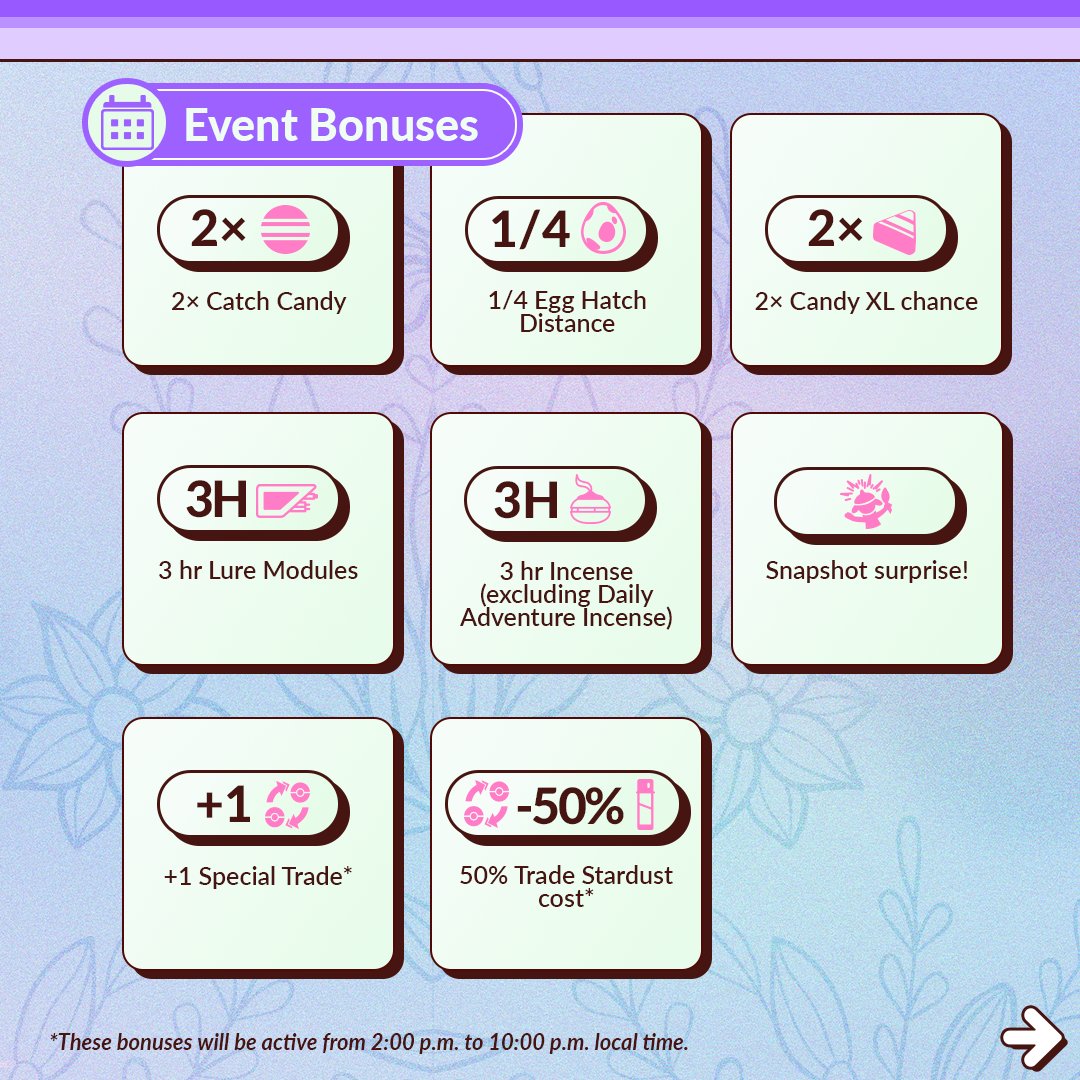 Event Bonuses
2×
2× Catch Candy
1/4
1/4 Egg Hatch
Distance
2×
2× Candy XL chance
3H
3 hr Lure Modules
3H
3 hr Incense
(excluding Daily
Adventure Incense)
Snapshot surprise!
+1
+1 Special Trade*
-50%
50% Trade Stardust
cost*
*These bonuses will be active from 2:00 p.m. to 10:00 p.m. local time.